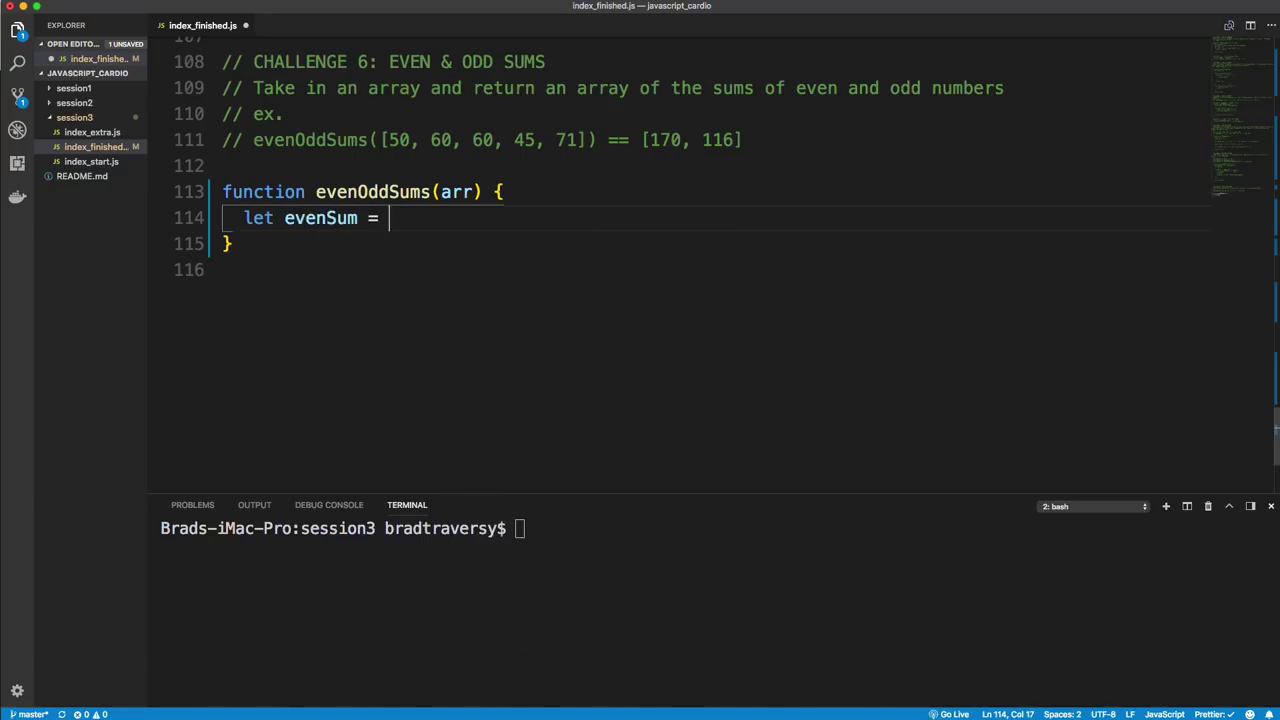 index_finished.js — javascript_cardio
EXPLORER
index_finished.js
OPEN EDITO... 1 UNSAVED
index_finishe... M
JAVASCRIPT_CARDIO
session1
session2
session3
index_extra.js
index_finished... M
index_start.js
README.md
107
108 // CHALLENGE 6: EVEN & ODD SUMS
109 // Take in an array and return an array of the sums of even and odd numbers
110 // ex.
111 // evenOddSums([50, 60, 60, 45, 71]) == [170, 116]
112
113 function evenOddSums(arr) {
114 let evenSum =
115 }
116
PROBLEMS OUTPUT DEBUG CONSOLE TERMINAL 2: bash
Brads-iMac-Pro:session3 bradtraversy$
master* 0 0 Go Live Ln 114, Col 17 Spaces: 2 UTF-8 LF JavaScript Prettier: ✓
1
1